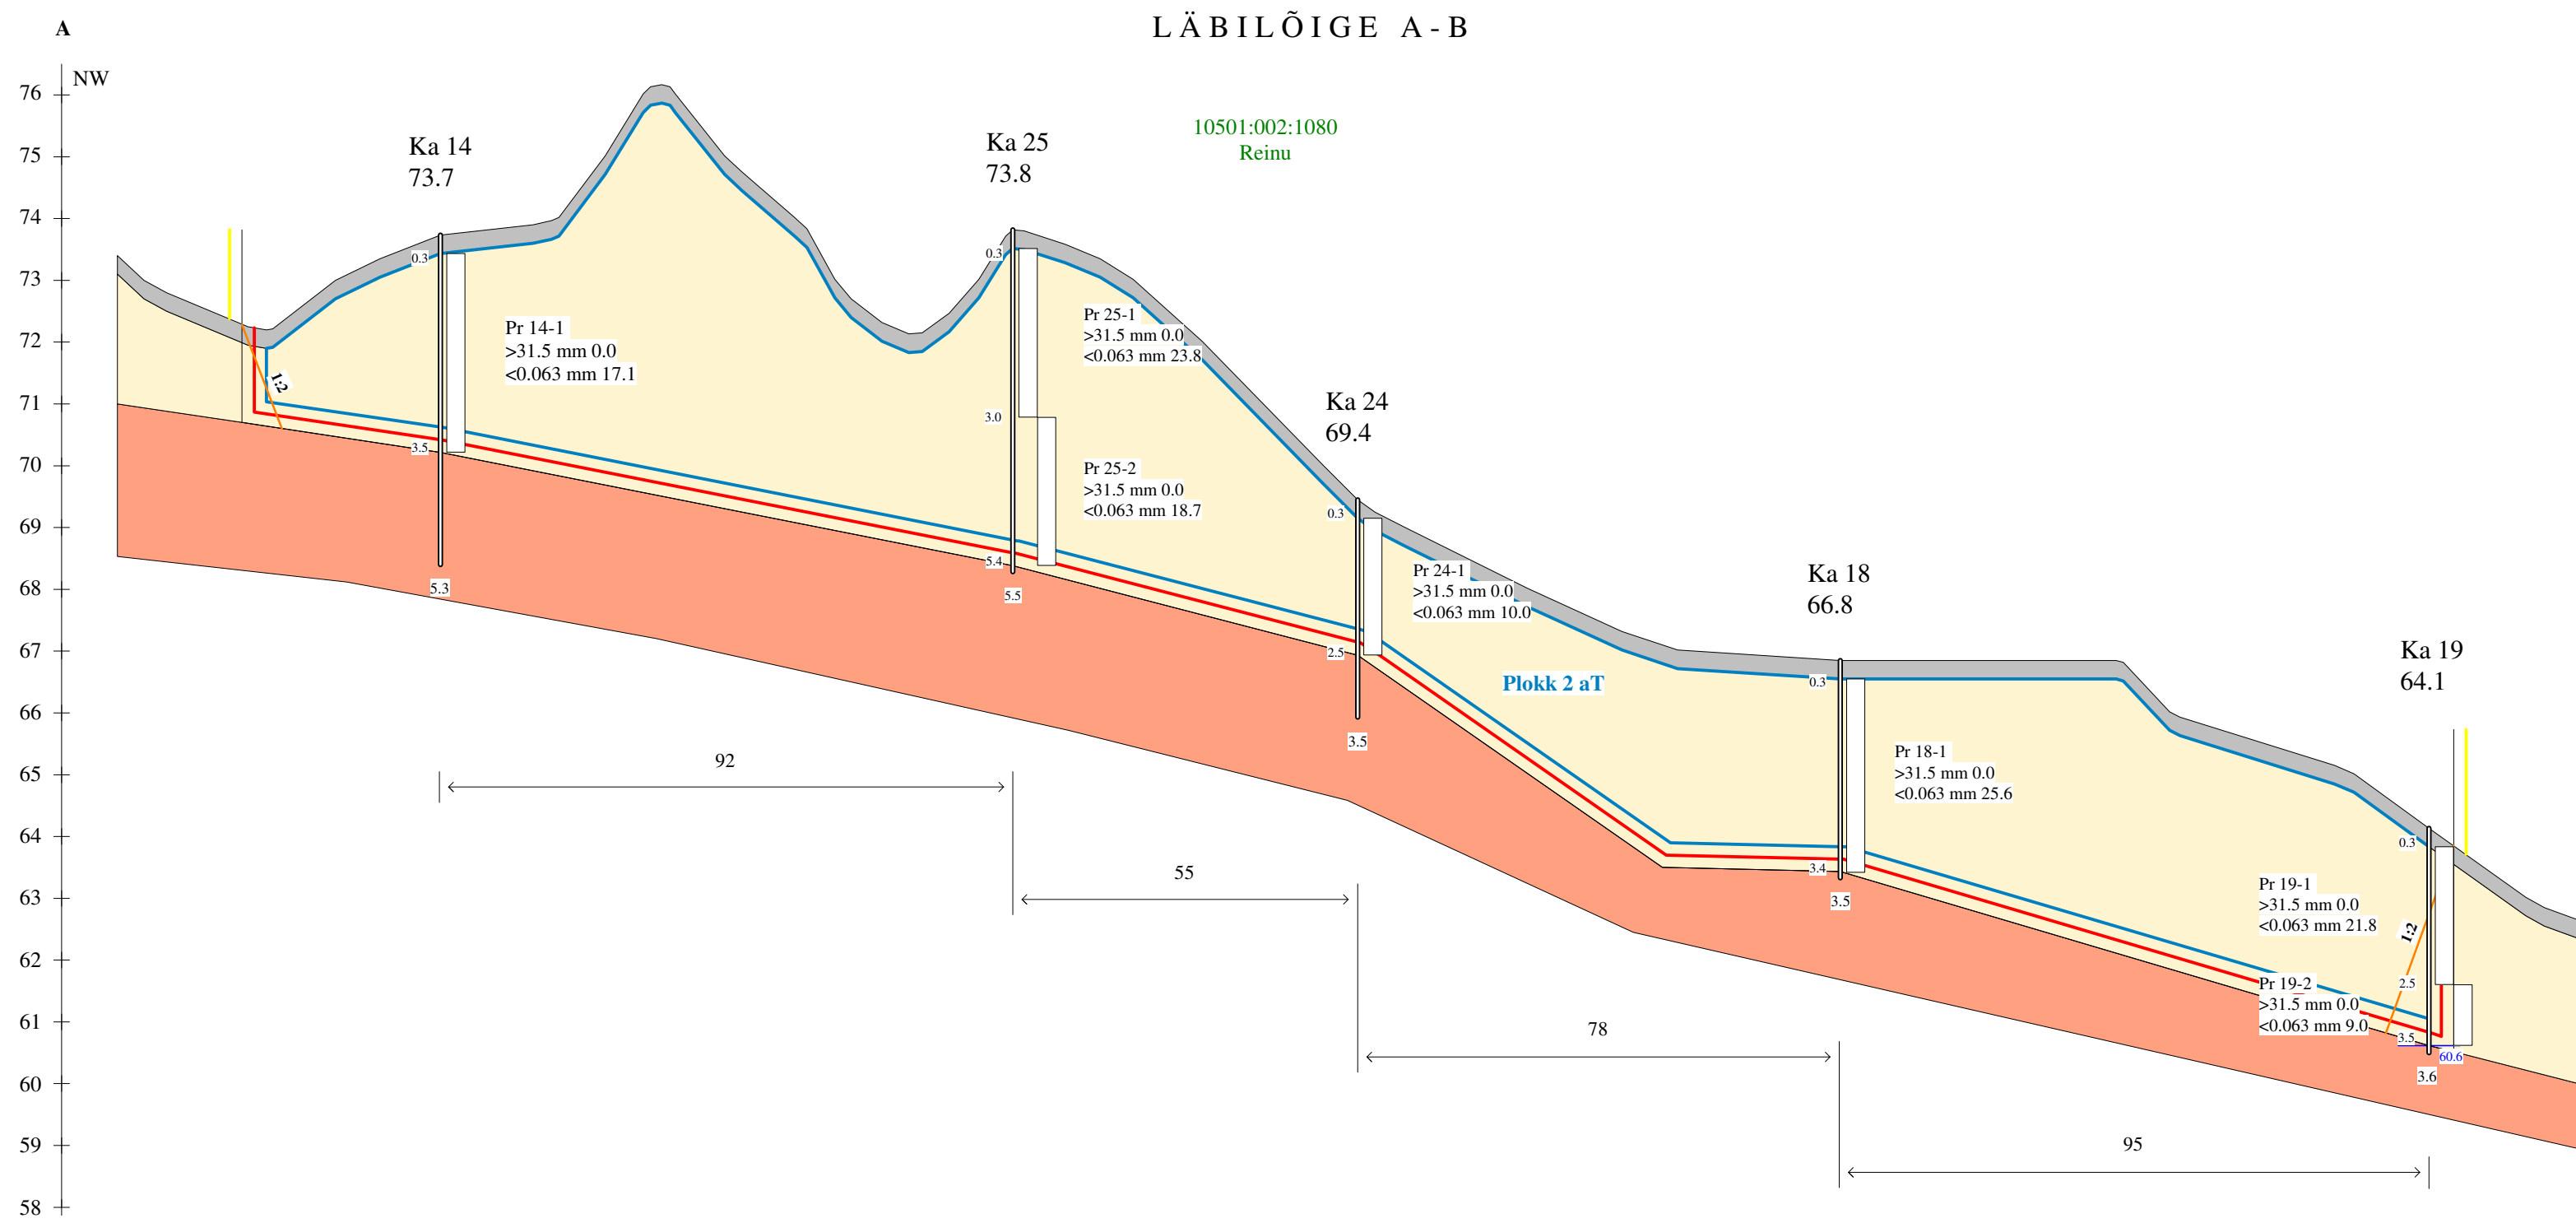 LÄBILÕIGE A-B
A
NW
76
75
74
73
72
71
70
69
68
67
66
65
64
63
62
61
60
59
58
10501:002:1080
Reinu
Ka 14
73.7
0.3
3.5
5.3
Pr 14-1
>31.5 mm 0.0
<0.063 mm 17.1
1:2
Ka 25
73.8
0.3
3.0
5.4
5.5
Pr 25-1
>31.5 mm 0.0
<0.063 mm 23.8
Pr 25-2
>31.5 mm 0.0
<0.063 mm 18.7
Ka 24
69.4
0.3
2.5
3.5
Pr 24-1
>31.5 mm 0.0
<0.063 mm 10.0
Plokk 2 aT
Ka 18
66.8
0.3
3.4
3.5
Pr 18-1
>31.5 mm 0.0
<0.063 mm 25.6
Ka 19
64.1
0.3
2.5
3.5
3.6
Pr 19-1
>31.5 mm 0.0
<0.063 mm 21.8
1:2
Pr 19-2
>31.5 mm 0.0
<0.063 mm 9.0
60.6
92
55
78
95